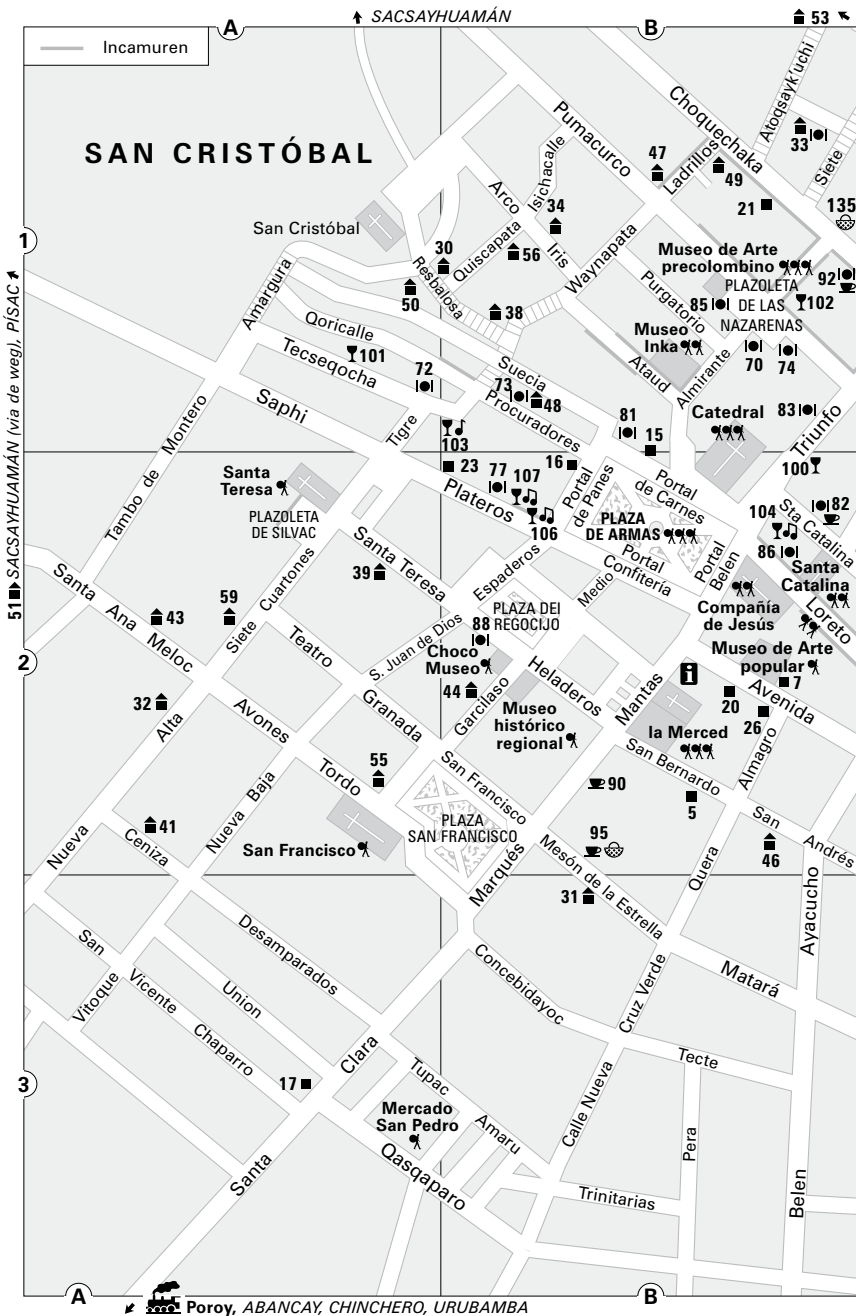 SACSAYHUAMÁN
A
B
53
Incamuren
SAN CRISTÓBAL
Choquechaka
Atoqsayk'uchi
33
Siete
Pumacurco
47
Ladrillos
49
21
135
Arco
Iris
Isichacalle
34
San Cristóbal
1
30
Quiscapata
56
Waynapata
Museo de Arte
precolombino
92
PLAZOLETA
DE LAS
NAZARENAS
102
Resbalosa
50
38
Purgatorio
85
Amargura
Qoricalle
Museo
Inka
Ataud
Almirante
70
74
Tecseqocha
101
72
Suecia
73
48
Procuradores
81
15
Catedral
83
Triunfo
Saphi
Tigre
103
23
77
107
16
100
SACSAYHUAMÁN (via de weg), PÍSAC
51
Tambo de Montero
Santa
Teresa
PLAZOLETA
DE SILVAC
Plateros
106
Portal
de Panes
Portal
de Carnes
PLAZA
DE ARMAS
82
Sta Catalina
104
86
Santa
Catalina
Loreto
Santa Teresa
39
Espaderos
Portal
Confitería
Medio
Portal
Belen
Compañía
de Jesús
Santa Ana
Meloc
43
59
Siete Cuartones
S. Juan de Dios
88
PLAZA DEI
REGOCIJO
2
Teatro
Choco
Museo
44
Garcilaso
Heladeros
Museo
histórico
regional
Mantas
Museo de Arte
popular
7
20
26
Avenida
32
Alta
Avones
Granada
la Merced
Almagro
Tordo
55
San Francisco
San Bernardo
90
5
San
Andrés
41
Ceniza
Nueva Baja
Nueva
San Francisco
PLAZA
SAN FRANCISCO
95
46
Marqués
Mesón de la Estrella
31
Quera
Ayacucho
San
Vicente
Chaparro
Vitoque
Desamparados
Union
Concebidayoc
Cruz Verde
Matará
3
17
Clara
Tupac
Amaru
Tecte
Mercado
San Pedro
Calle Nueva
Pera
Santa
Qasqaparo
Trinitarias
Belen
A
B
Poroy, ABANCAY, CHINCHERO, URUBAMBA